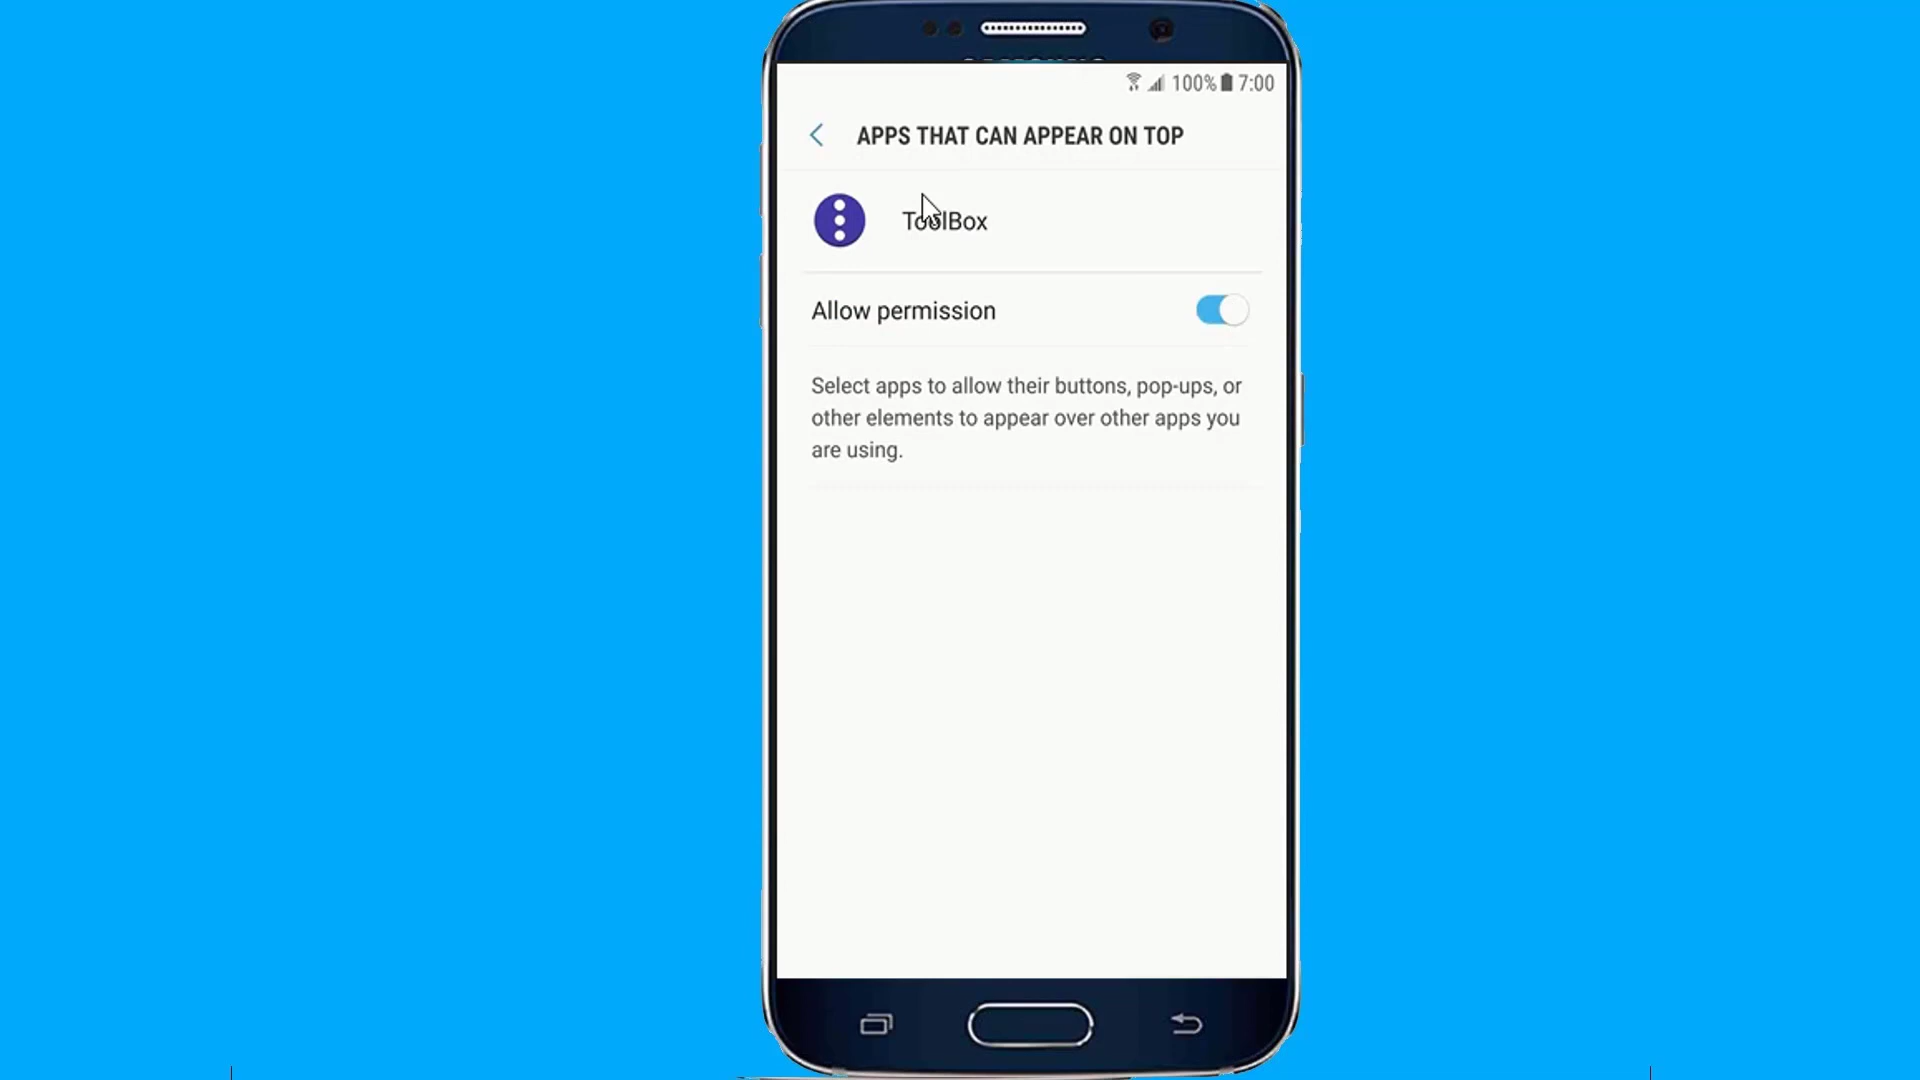 100% 7:00
APPS THAT CAN APPEAR ON TOP
ToolBox
Allow permission
Select apps to allow their buttons, pop-ups, or
other elements to appear over other apps you
are using.